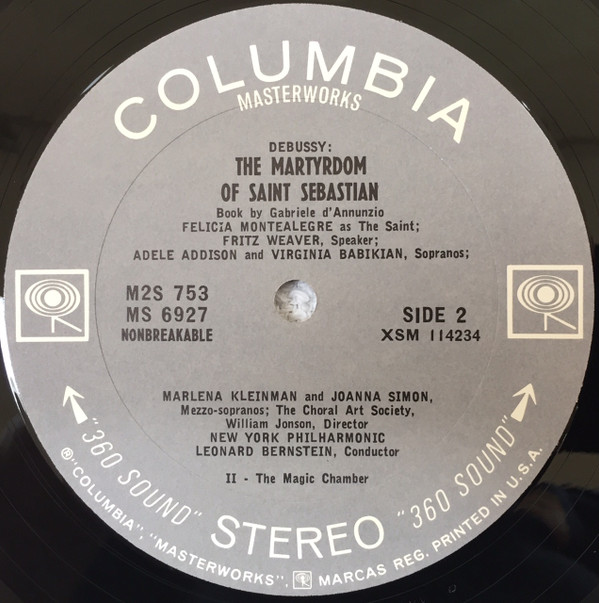 COLUMBIA
MASTERWORKS
DEBUSSY:
THE MARTYRDOM
OF SAINT SEBASTIAN
Book by Gabriele d'Annunzio
FELICIA MONTEALEGRE as The Saint;
FRITZ WEAVER, Speaker;
ADELE ADDISON and VIRGINIA BABIKIAN, Sopranos;
M2S 753
MS 6927
NONBREAKABLE
SIDE 2
XSM 114234
MARLENA KLEINMAN and JOANNA SIMON,
Mezzo-sopranos; The Choral Art Society,
William Jonson, Director
NEW YORK PHILHARMONIC
LEONARD BERNSTEIN, Conductor
II - The Magic Chamber
"360 SOUND" STEREO "360 SOUND"
® "COLUMBIA", "MASTERWORKS", MARCAS REG. PRINTED IN U.S.A.